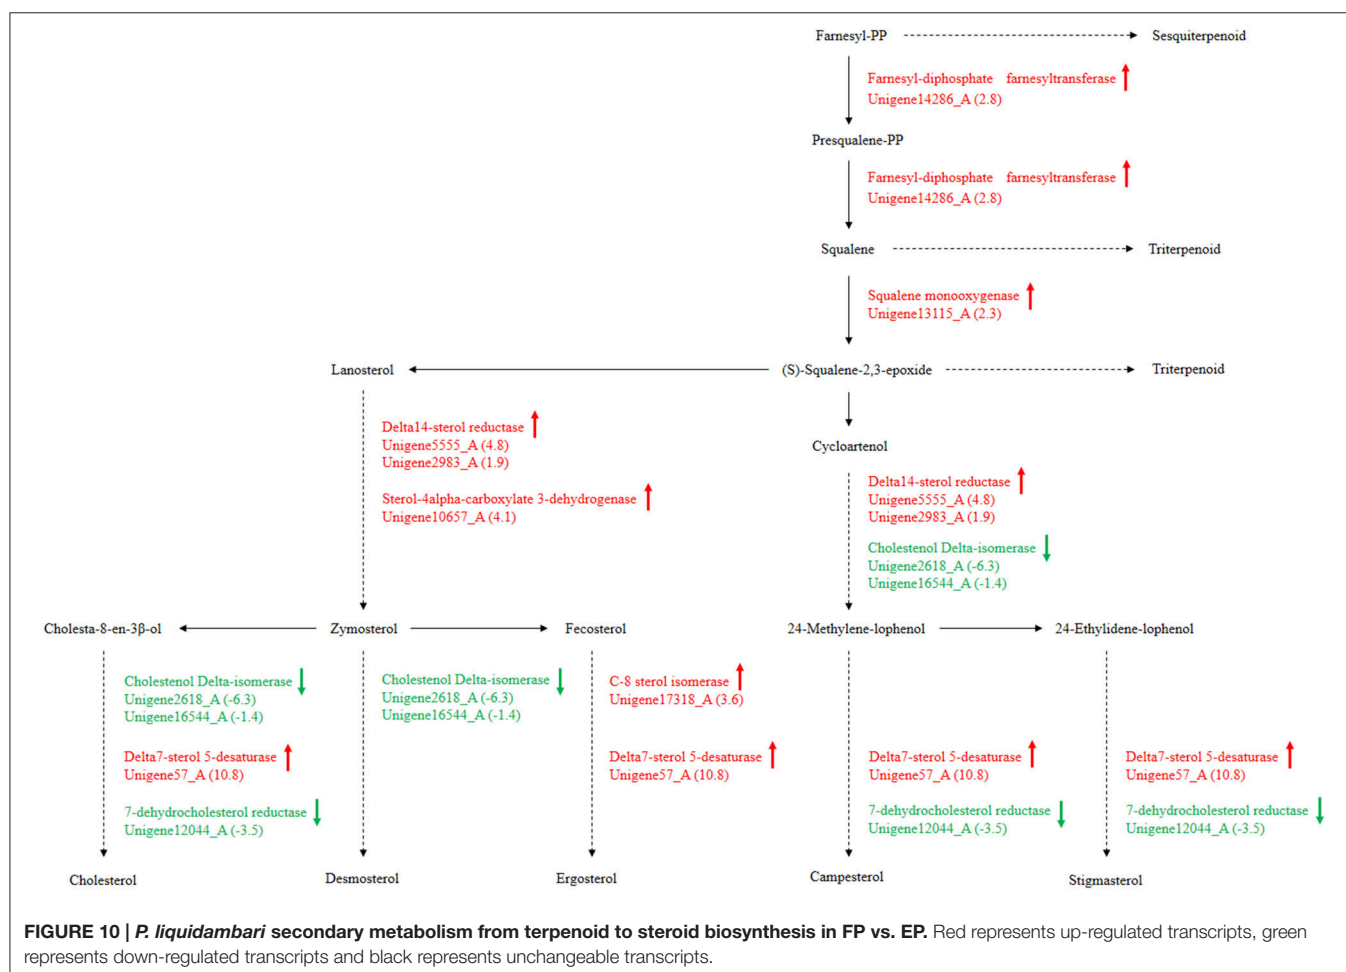 Farnesyl-PP
Sesquiterpenoid
Farnesyl-diphosphate farnesyltransferase
Unigene14286_A (2.8)
Presqualene-PP
Farnesyl-diphosphate farnesyltransferase
Unigene14286_A (2.8)
Squalene
Triterpenoid
Squalene monooxygenase
Unigene13115_A (2.3)
Lanosterol
(S)-Squalene-2,3-epoxide
Triterpenoid
Delta14-sterol reductase
Unigene5555_A (4.8)
Unigene2983_A (1.9)
Sterol-4alpha-carboxylate 3-dehydrogenase
Unigene10657_A (4.1)
Cycloartenol
Delta14-sterol reductase
Unigene5555_A (4.8)
Unigene2983_A (1.9)
Cholestenol Delta-isomerase
Unigene2618_A (-6.3)
Unigene16544_A (-1.4)
Cholesta-8-en-3β-ol
Zymosterol
Fecosterol
24-Methylene-lophenol
24-Ethylidene-lophenol
Cholestenol Delta-isomerase
Unigene2618_A (-6.3)
Unigene16544_A (-1.4)
Delta7-sterol 5-desaturase
Unigene57_A (10.8)
7-dehydrocholesterol reductase
Unigene12044_A (-3.5)
Cholestenol Delta-isomerase
Unigene2618_A (-6.3)
Unigene16544_A (-1.4)
C-8 sterol isomerase
Unigene17318_A (3.6)
Delta7-sterol 5-desaturase
Unigene57_A (10.8)
Delta7-sterol 5-desaturase
Unigene57_A (10.8)
7-dehydrocholesterol reductase
Unigene12044_A (-3.5)
Delta7-sterol 5-desaturase
Unigene57_A (10.8)
7-dehydrocholesterol reductase
Unigene12044_A (-3.5)
Cholesterol
Desmosterol
Ergosterol
Campesterol
Stigmasterol
FIGURE 10 | P. liquidambari secondary metabolism from terpenoid to steroid biosynthesis in FP vs. EP. Red represents up-regulated transcripts, green
represents down-regulated transcripts and black represents unchangeable transcripts.